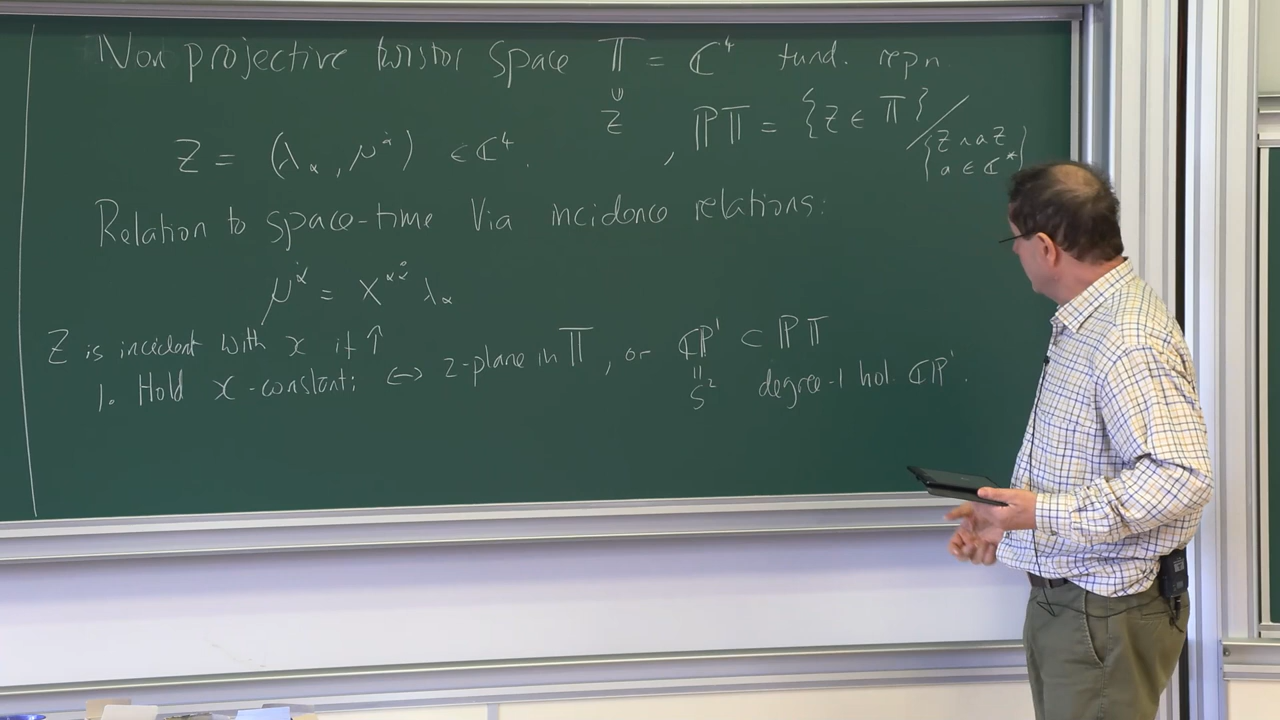 Non projective twistor space 𝕋 = ℂ⁴ fund. repn.
∪
Z
Z = (λ_α, μ^α̇) ∈ ℂ⁴. , ℙ𝕋 = {Z ∈ 𝕋} / {Z ~ aZ
a ∈ ℂ*}
Relation to space-time Via incidence relations:
μ^α̇ = x^αα̇ λ_α
Z is incident with x if ↑
1. Hold x-constant: ↔ 2-plane in 𝕋, or ℂℙ¹ ⊂ ℙ𝕋
||
S² degree-1 hol. ℂℙ¹.